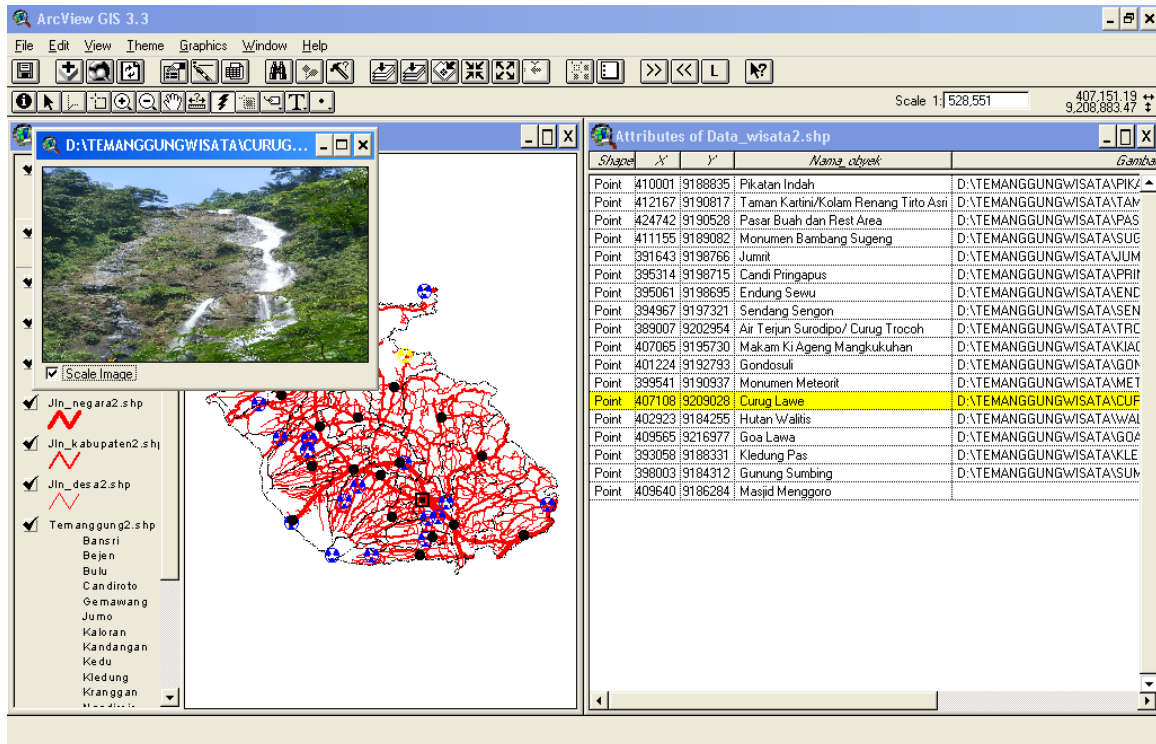 ArcView GIS 3.3
File Edit View Theme Graphics Window Help
L
Scale 1: 528,551
407,151.19
9,208,883.47
D:\TEMANGGUNGWISATA\CURUG...
Scale Image
Jln_negara2.shp
Jln_kabupaten2.shp
Jln_desa2.shp
Temanggung2.shp
Bansri
Bejen
Bulu
Candiroto
Gemawang
Jumo
Kaloran
Kandangan
Kedu
Kledung
Kranggan
Attributes of Data_wisata2.shp
Shape X Y Nama_obyek Gambar
Point 410001 9188835 Pikatan Indah D:\TEMANGGUNGWISATA\PIKA
Point 412167 9190817 Taman Kartini/Kolam Renang Tirto Asri D:\TEMANGGUNGWISATA\TAM
Point 424742 9190528 Pasar Buah dan Rest Area D:\TEMANGGUNGWISATA\PAS
Point 411155 9189082 Monumen Bambang Sugeng D:\TEMANGGUNGWISATA\SUG
Point 391643 9198766 Jumrit D:\TEMANGGUNGWISATA\JUM
Point 395314 9198715 Candi Pringapus D:\TEMANGGUNGWISATA\PRIN
Point 395061 9198695 Endung Sewu D:\TEMANGGUNGWISATA\END
Point 394967 9197321 Sendang Sengon D:\TEMANGGUNGWISATA\SEN
Point 389007 9202954 Air Terjun Surodipo/ Curug Trocoh D:\TEMANGGUNGWISATA\TRO
Point 407065 9195730 Makam Ki Ageng Mangkukuhan D:\TEMANGGUNGWISATA\KIAG
Point 401224 9192793 Gondosuli D:\TEMANGGUNGWISATA\GON
Point 399541 9190937 Monumen Meteorit D:\TEMANGGUNGWISATA\MET
Point 407108 9209028 Curug Lawe D:\TEMANGGUNGWISATA\CUR
Point 402923 9184255 Hutan Walitis D:\TEMANGGUNGWISATA\WAL
Point 409565 9216977 Goa Lawa D:\TEMANGGUNGWISATA\GOA
Point 393058 9188331 Kledung Pas D:\TEMANGGUNGWISATA\KLE
Point 398003 9184312 Gunung Sumbing D:\TEMANGGUNGWISATA\SUM
Point 409640 9186284 Masjid Menggoro